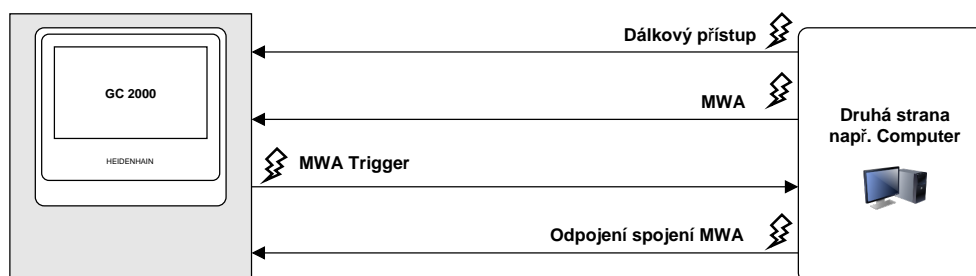 Dálkový přístup
GC 2000
MWA
Druhá strana
např. Computer
HEIDENHAIN
MWA Trigger
Odpojení spojení MWA